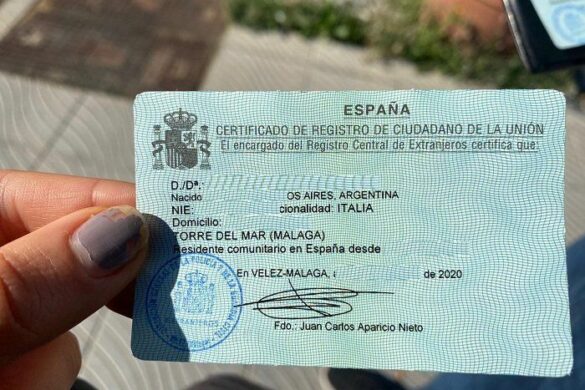 ESPAÑA
CERTIFICADO DE REGISTRO DE CIUDADANO DE LA UNIÓN
El encargado del Registro Central de Extranjeros certifica que:
D./Dª.
Nacido OS AIRES, ARGENTINA
NIE: cionalidad: ITALIA
Domicilio:
TORRE DEL MAR (MALAGA)
Residente comunitario en España desde
En VELEZ-MALAGA, de 2020
Fdo.: Juan Carlos Aparicio Nieto